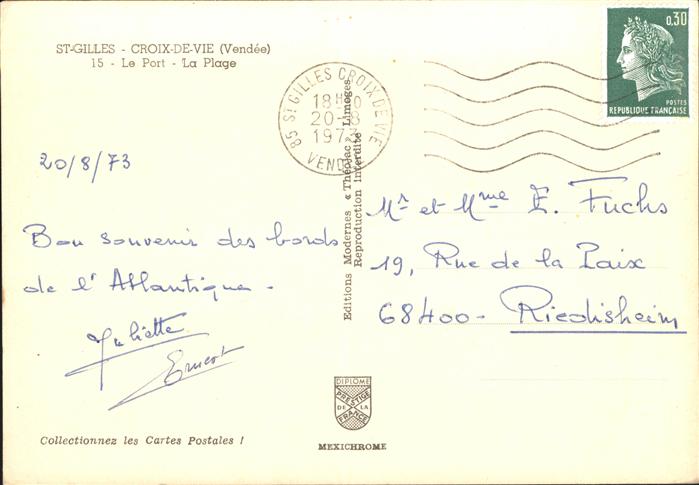 ST-GILLES - CROIX-DE-VIE (Vendée)
15 - Le Port - La Plage
20/8/73
Bon souvenir des bords
de l'Atlantique.
Juliette
Ernest
Collectionnez les Cartes Postales !
Editions Modernes « Théojac » Limoges
Reproduction Interdite
DIPLOME
PRESTIGE
DE LA
FRANCE
MEXICHROME
85 ST GILLES CROIX DE VIE
20-8
1973
VENDEE
0,30
POSTES
REPUBLIQUE FRANÇAISE
Mr et Mme E. Fuchs
19, Rue de la Paix
68400 - Riedisheim